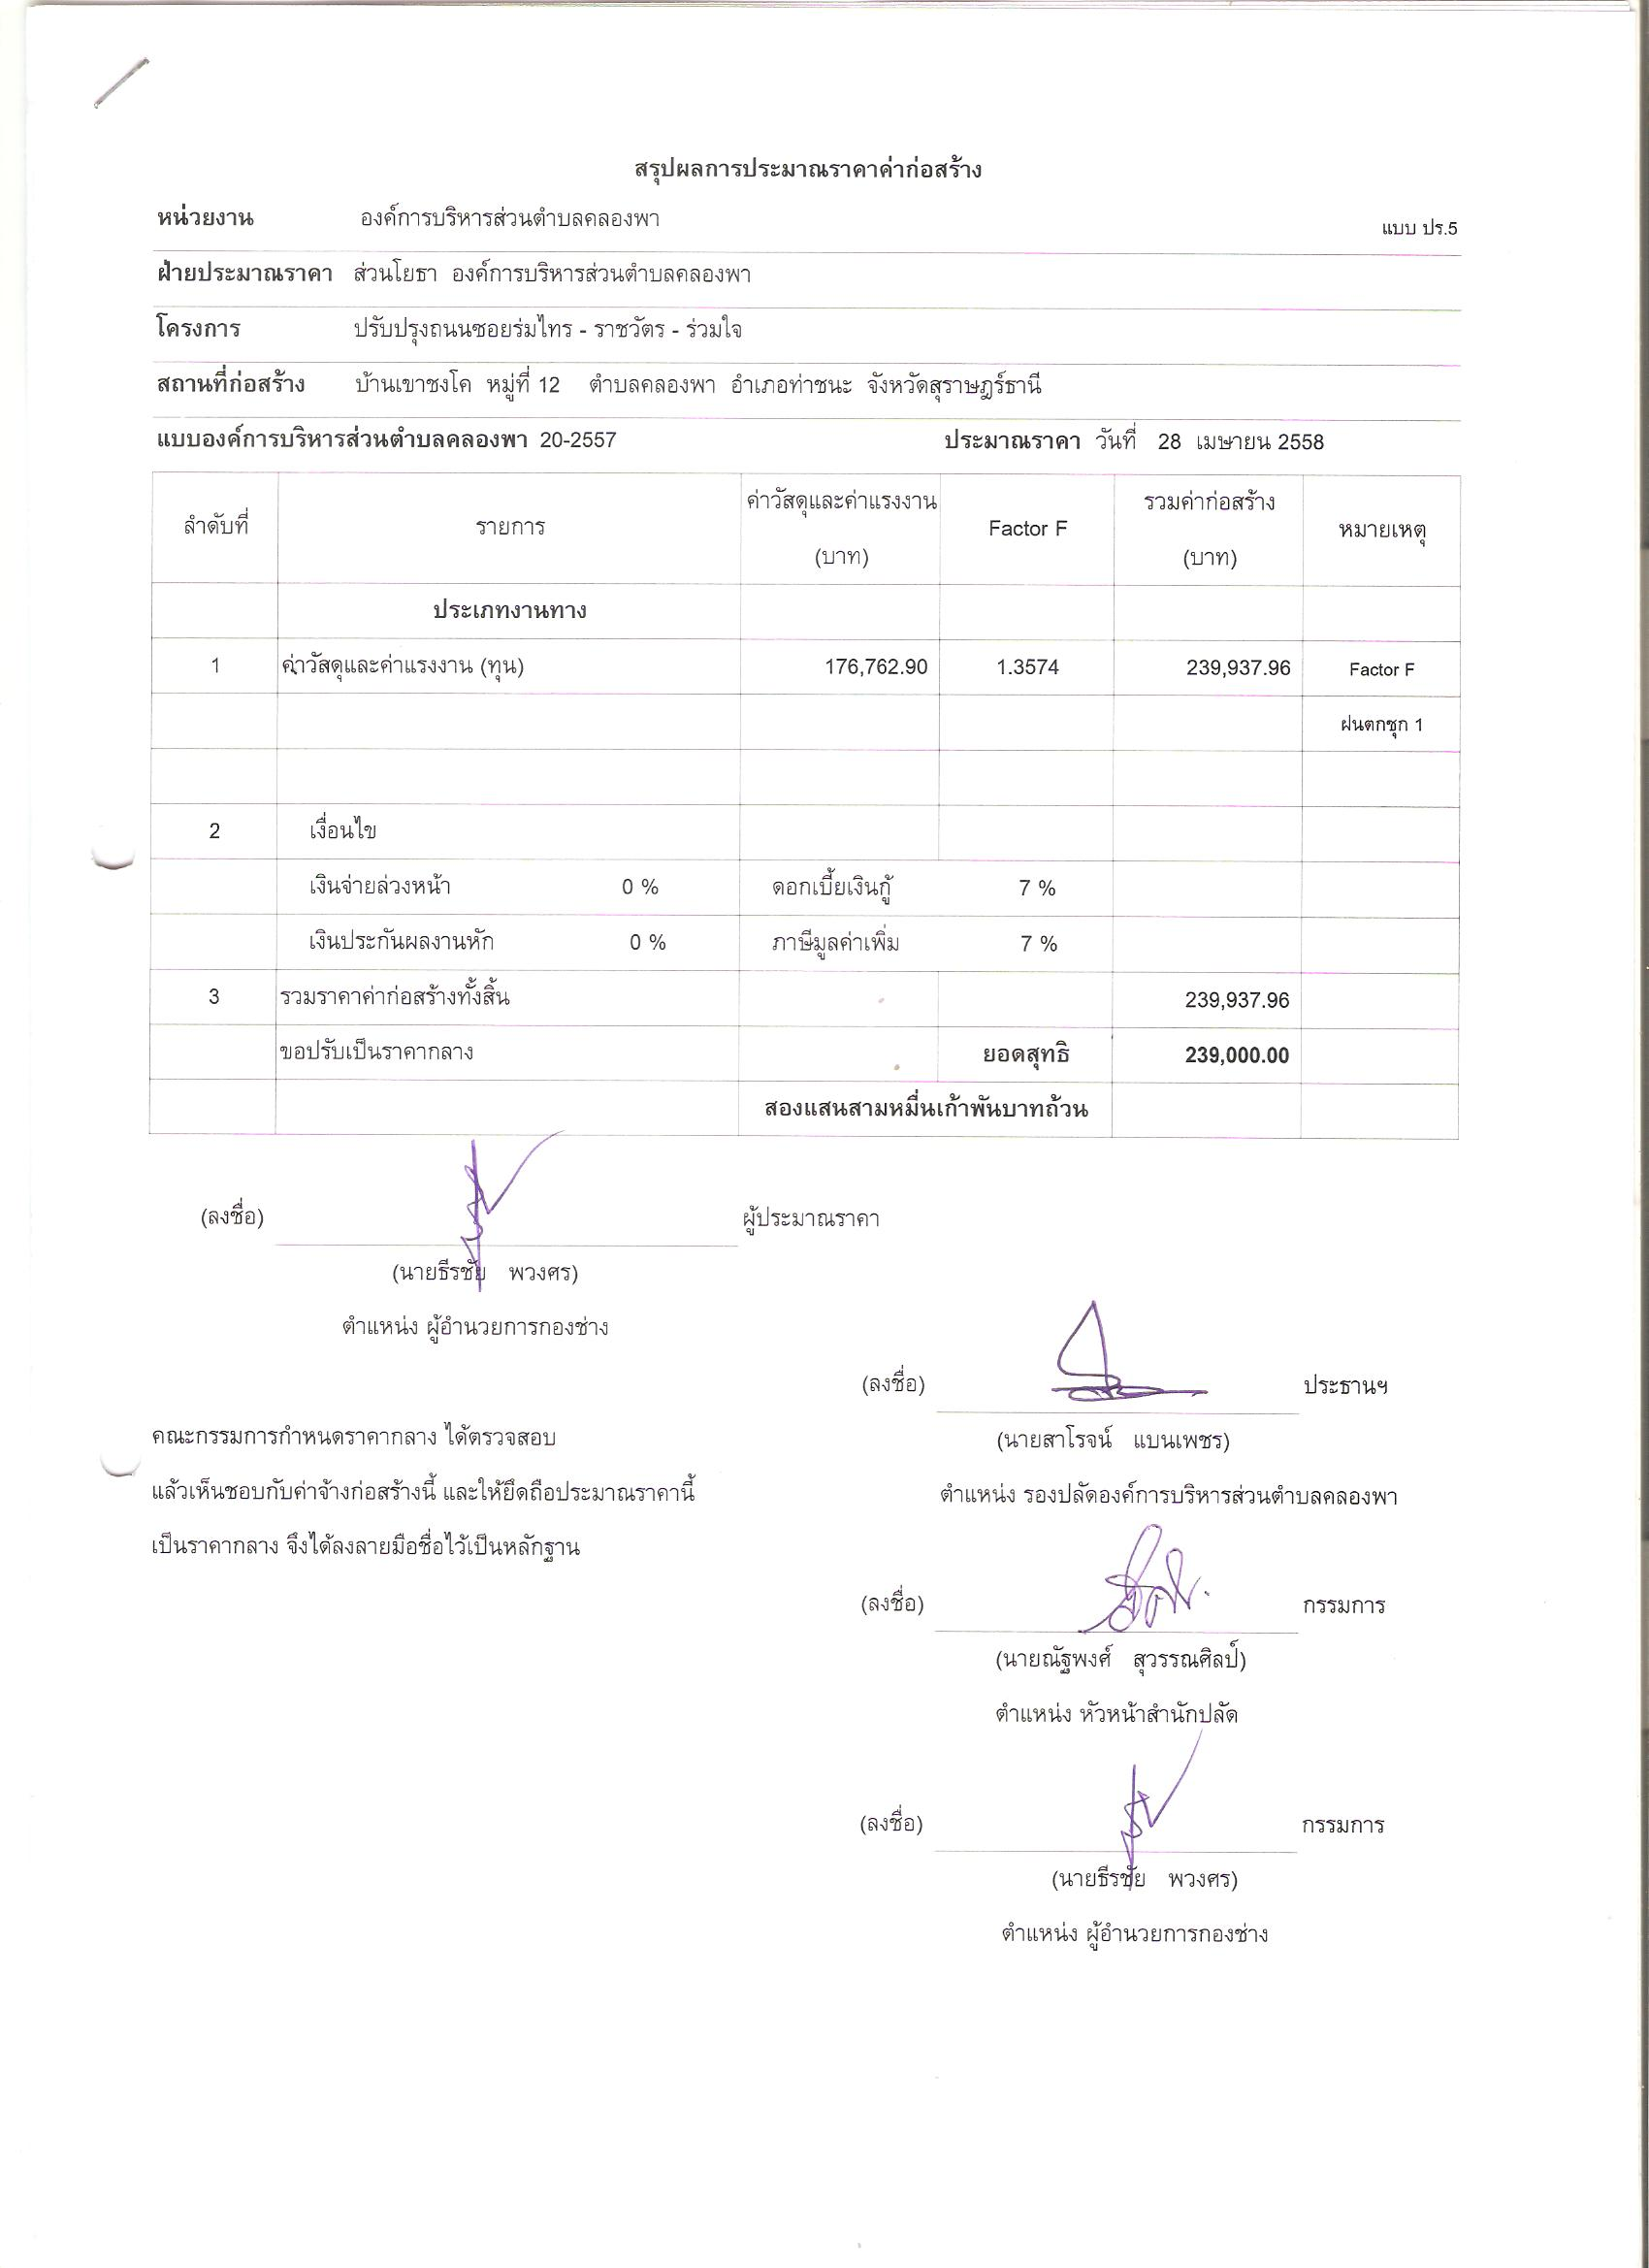 สรุปผลการประมาณราคาค่าก่อสร้าง
หน่วยงาน องค์การบริหารส่วนตำบลคลองพา แบบ ปร.5
ฝ่ายประมาณราคา ส่วนโยธา องค์การบริหารส่วนตำบลคลองพา
โครงการ ปรับปรุงถนนซอยร่มไทร - ราชวัตร - ร่วมใจ
สถานที่ก่อสร้าง บ้านเขาชงโค หมู่ที่ 12 ตำบลคลองพา อำเภอท่าชนะ จังหวัดสุราษฎร์ธานี
แบบองค์การบริหารส่วนตำบลคลองพา 20-2557 ประมาณราคา วันที่ 28 เมษายน 2558
ลำดับที่ รายการ ค่าวัสดุและค่าแรงงาน (บาท) Factor F รวมค่าก่อสร้าง (บาท) หมายเหตุ
ประเภทงานทาง
1 ค่าวัสดุและค่าแรงงาน (ทุน) 176,762.90 1.3574 239,937.96 Factor F
ฝนตกชุก 1
2 เงื่อนไข
เงินจ่ายล่วงหน้า 0 % ดอกเบี้ยเงินกู้ 7 %
เงินประกันผลงานหัก 0 % ภาษีมูลค่าเพิ่ม 7 %
3 รวมราคาค่าก่อสร้างทั้งสิ้น 239,937.96
ขอปรับเป็นราคากลาง ยอดสุทธิ 239,000.00
สองแสนสามหมื่นเก้าพันบาทถ้วน
(ลงชื่อ) ผู้ประมาณราคา
(นายธีรชัย พวงศร)
ตำแหน่ง ผู้อำนวยการกองช่าง
(ลงชื่อ) ประธานฯ
คณะกรรมการกำหนดราคากลาง ได้ตรวจสอบ (นายสาโรจน์ แบนเพชร)
แล้วเห็นชอบกับค่าจ้างก่อสร้างนี้ และให้ยึดถือประมาณราคานี้ ตำแหน่ง รองปลัดองค์การบริหารส่วนตำบลคลองพา
เป็นราคากลาง จึงได้ลงลายมือชื่อไว้เป็นหลักฐาน
(ลงชื่อ) กรรมการ
(นายณัฐพงศ์ สุวรรณศิลป์)
ตำแหน่ง หัวหน้าสำนักปลัด
(ลงชื่อ) กรรมการ
(นายธีรชัย พวงศร)
ตำแหน่ง ผู้อำนวยการกองช่าง